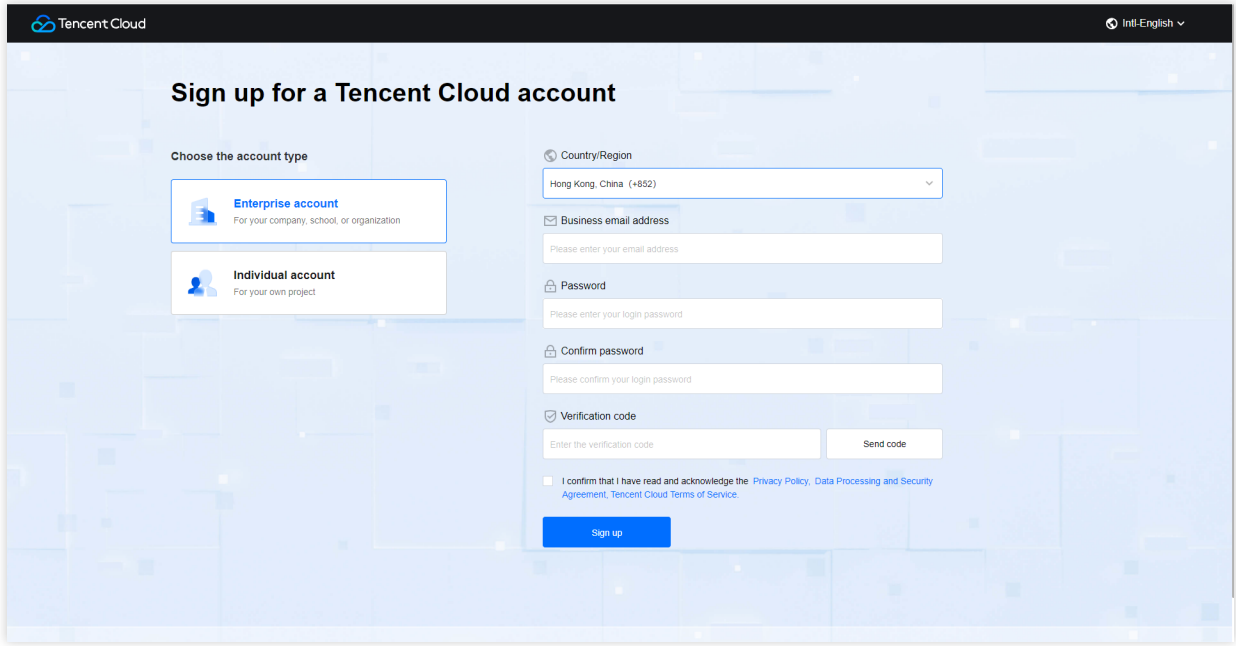 Tencent Cloud
Intl-English
Sign up for a Tencent Cloud account
Choose the account type
Enterprise account
For your company, school, or organization
Individual account
For your own project
Country/Region
Hong Kong, China (+852)
Business email address
Please enter your email address
Password
Please enter your login password
Confirm password
Please confirm your login password
Verification code
Enter the verification code
Send code
I confirm that I have read and acknowledge the Privacy Policy, Data Processing and Security
Agreement, Tencent Cloud Terms of Service.
Sign up